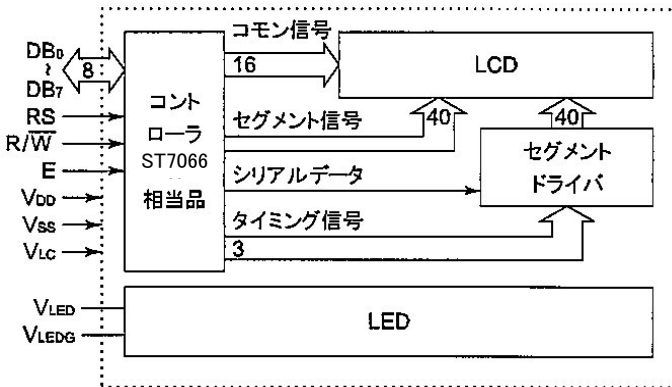 DB₀
~
DB₇
8
RS
R/W̅
E
VDD
VSS
VLC
コント
ローラ
ST7066
相当品
コモン信号
16
LCD
セグメント信号
40
40
シリアルデータ
セグメント
ドライバ
タイミング信号
3
VLED
VLEDG
LED